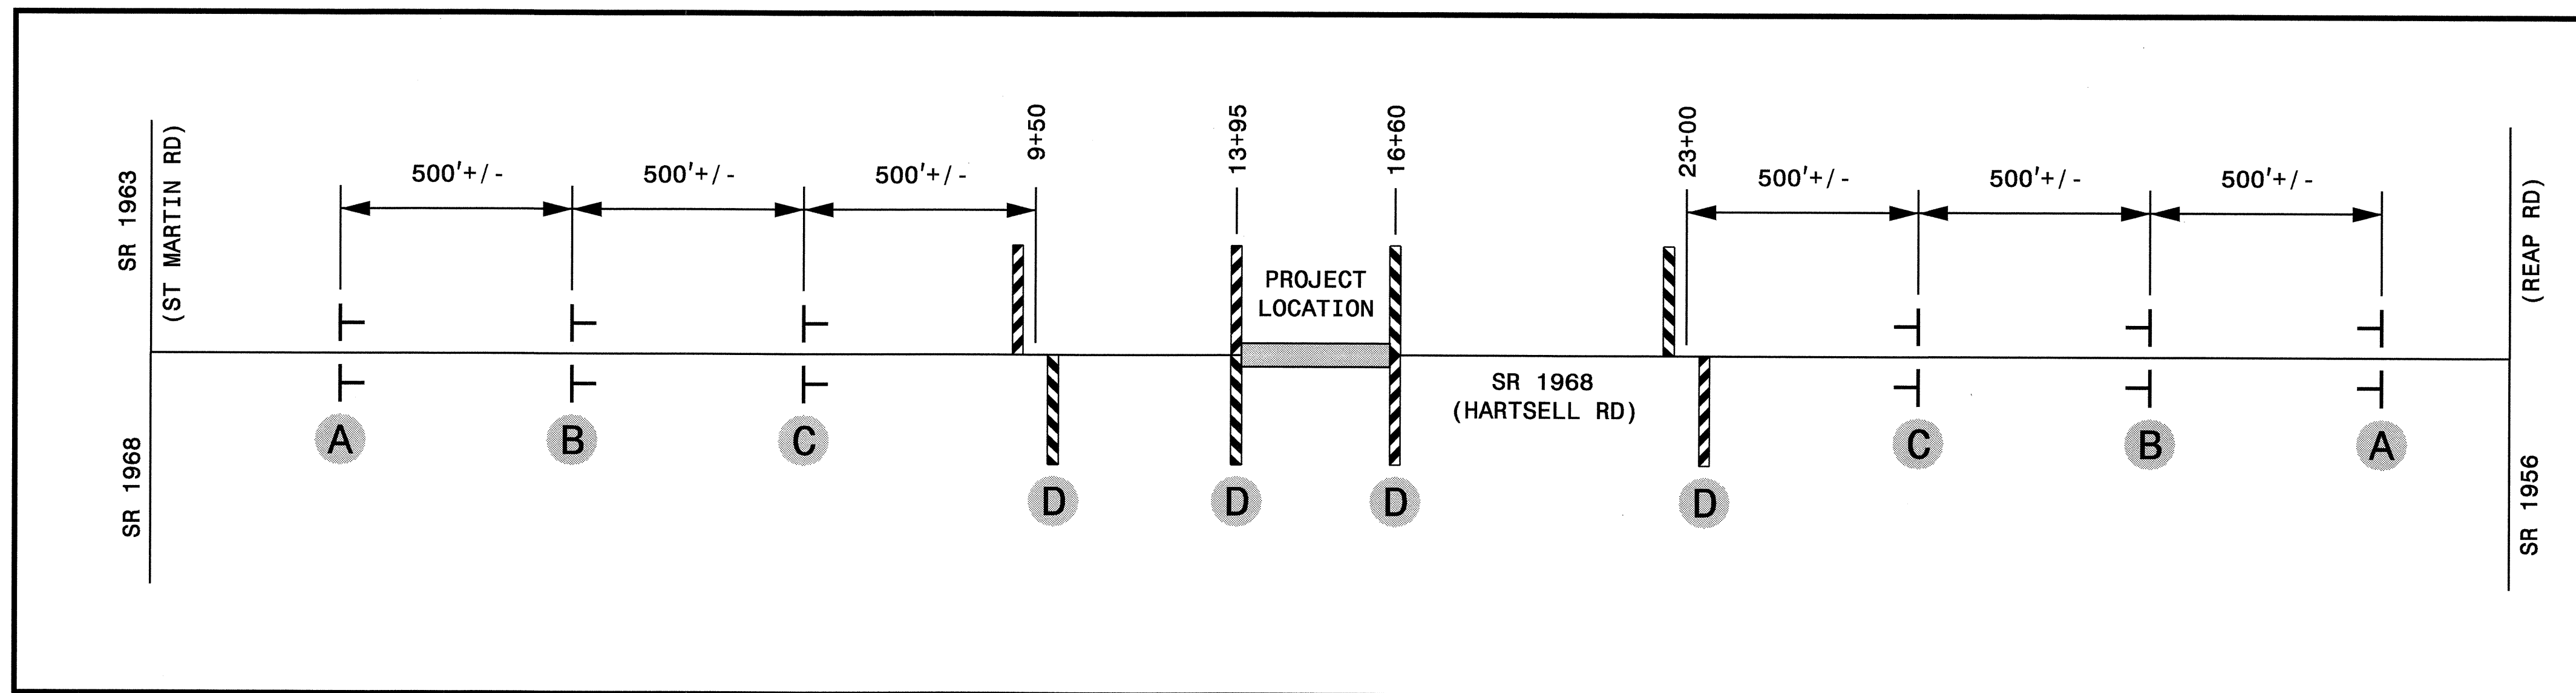 SR 1963
(ST MARTIN RD)
SR 1968
500'+/-
500'+/-
500'+/-
9+50
13+95
16+60
23+00
500'+/-
500'+/-
500'+/-
(REAP RD)
SR 1956
PROJECT
LOCATION
SR 1968
(HARTSELL RD)
A
B
C
D
D
D
D
C
B
A